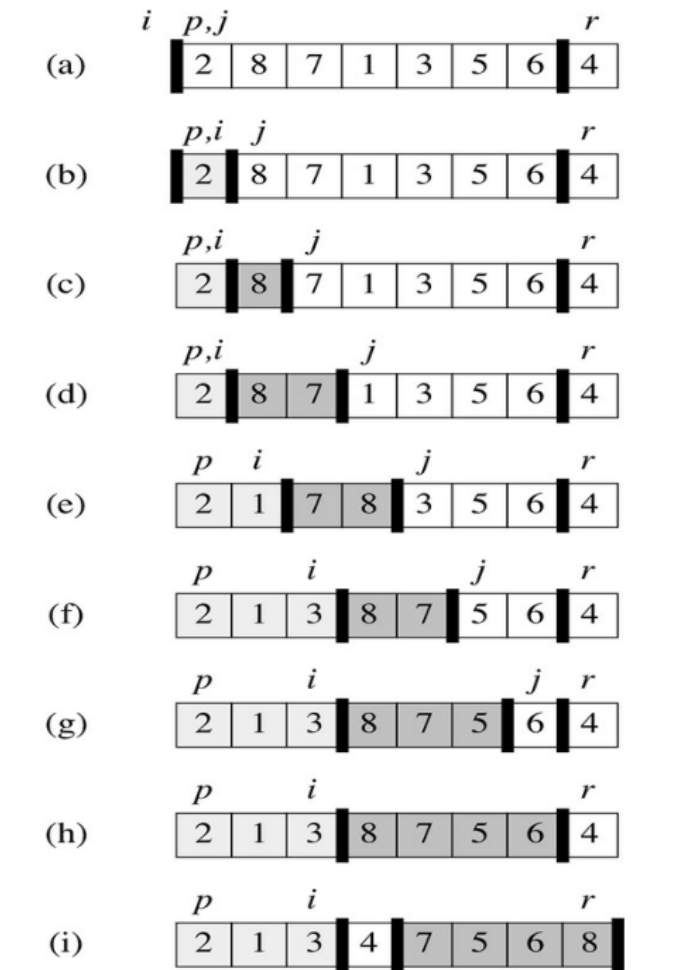 i p,j r
(a) 2 8 7 1 3 5 6 4
p,i j r
(b) 2 8 7 1 3 5 6 4
p,i j r
(c) 2 8 7 1 3 5 6 4
p,i j r
(d) 2 8 7 1 3 5 6 4
p i j r
(e) 2 1 7 8 3 5 6 4
p i j r
(f) 2 1 3 8 7 5 6 4
p i j r
(g) 2 1 3 8 7 5 6 4
p i r
(h) 2 1 3 8 7 5 6 4
p i r
(i) 2 1 3 4 7 5 6 8